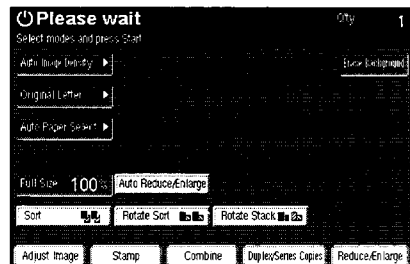 Please wait
Qty 1
Select modes and press Start
Auto Image Density
Erase Background
Original Letter
Auto Paper Select
Full Size 100%
Auto Reduce/Enlarge
Sort
Rotate Sort
Rotate Stack
Adjust Image
Stamp
Combine
Duplex/Series Copies
Reduce/Enlarge